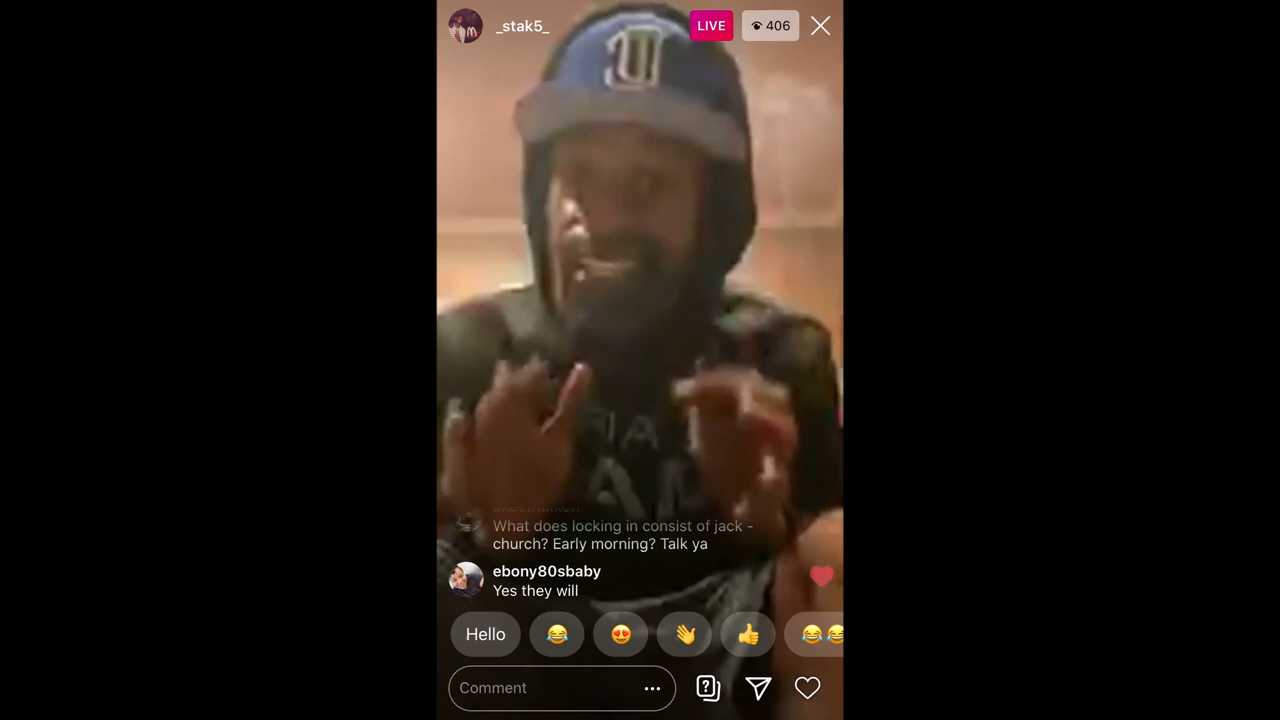 _stak5_
LIVE
406
What does locking in consist of jack -
church? Early morning? Talk ya
ebony80sbaby
Yes they will
Hello
Comment